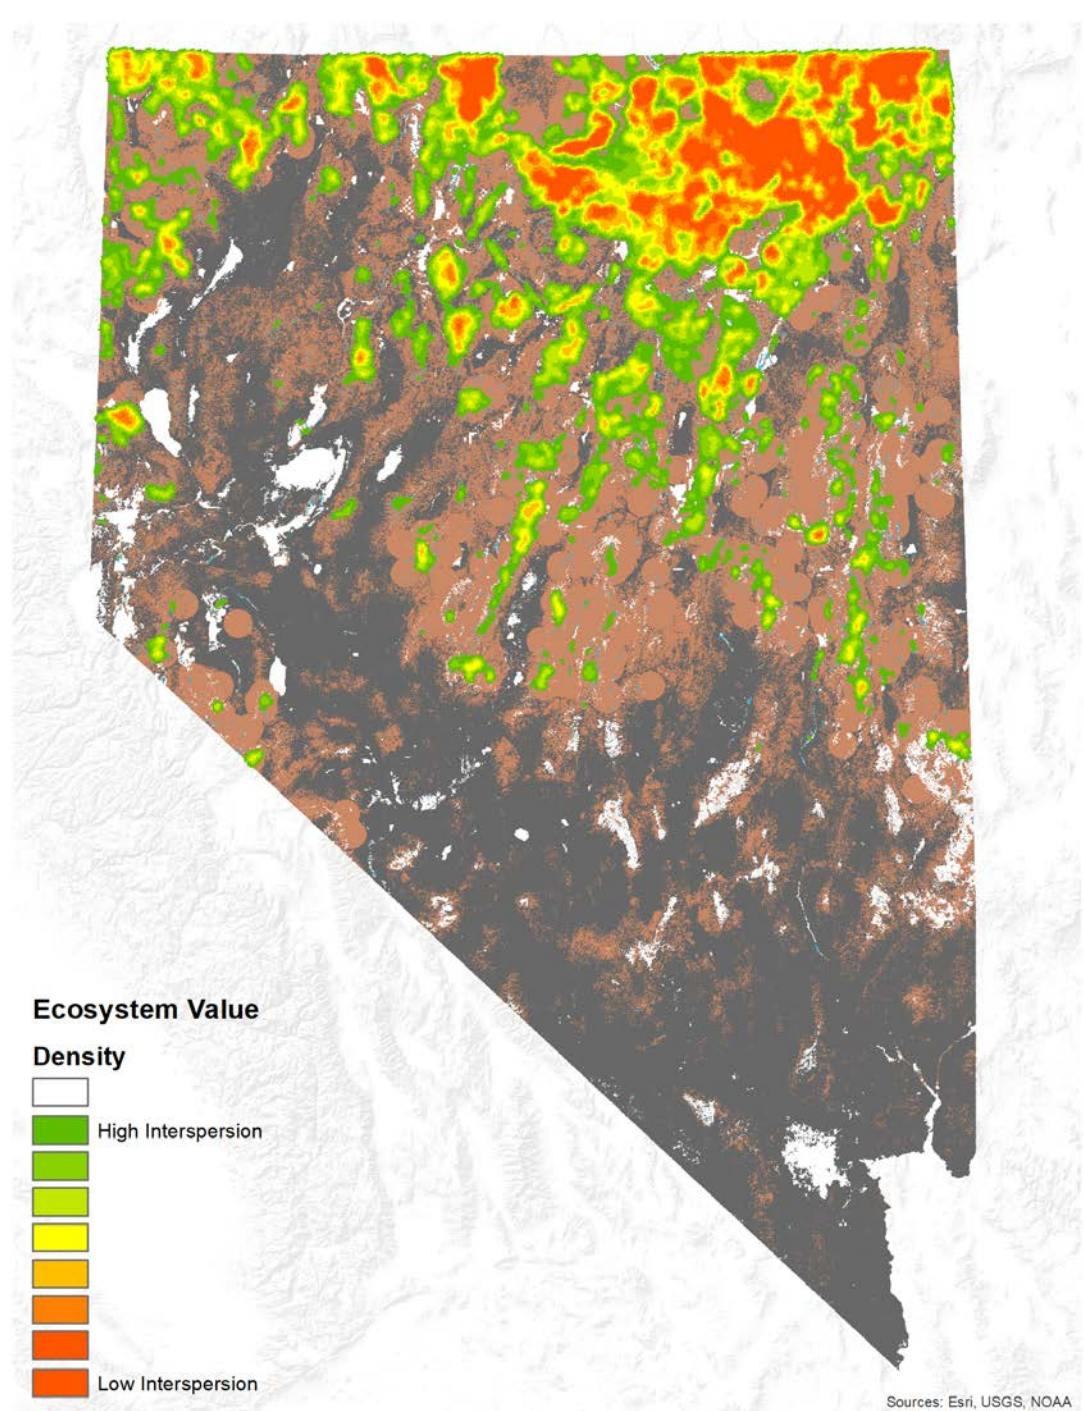 Ecosystem Value
Density
High Interspersion
Low Interspersion
Sources: Esri, USGS, NOAA